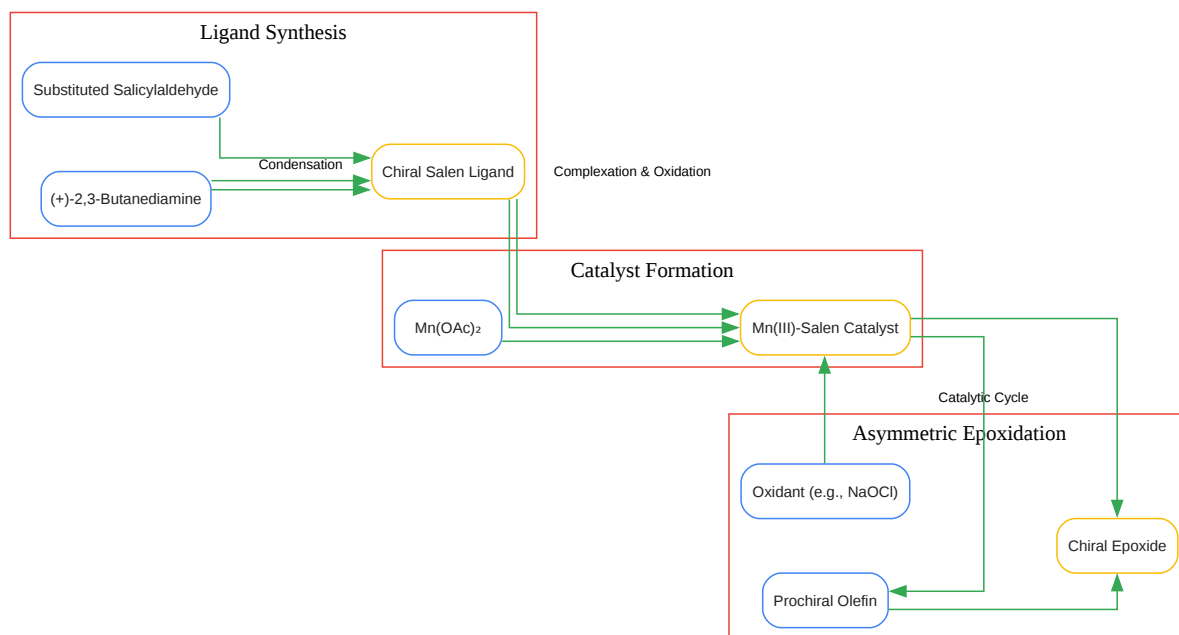 Ligand Synthesis
Substituted Salicylaldehyde
Condensation
Chiral Salen Ligand
Complexation & Oxidation
(+)-2,3-Butanediamine
Catalyst Formation
Mn(OAc)₂
Mn(III)-Salen Catalyst
Catalytic Cycle
Asymmetric Epoxidation
Oxidant (e.g., NaOCl)
Chiral Epoxide
Prochiral Olefin